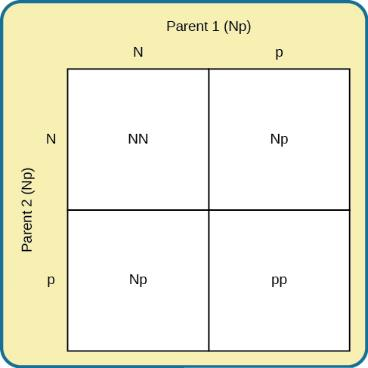 Parent 1 (Np)
N p
N NN Np
Parent 2 (Np)
p Np pp